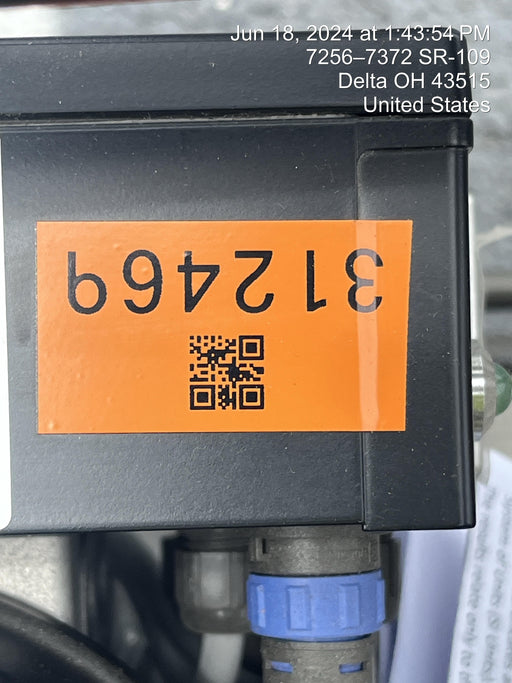 Jun 18, 2024 at 1:43:54 PM
7256–7372 SR-109
Delta OH 43515
United States
312469